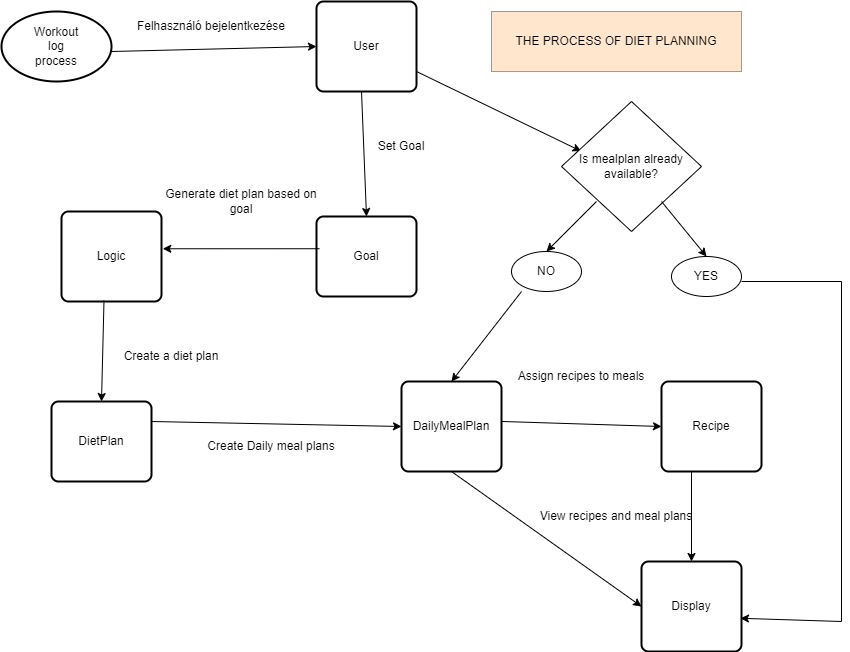 Workout
log
process
Felhasználó bejelentkezése
User
THE PROCESS OF DIET PLANNING
Set Goal
Is mealplan already
available?
Generate diet plan based on
goal
Logic
Goal
NO
YES
Create a diet plan
Assign recipes to meals
DietPlan
DailyMealPlan
Recipe
Create Daily meal plans
View recipes and meal plans
Display